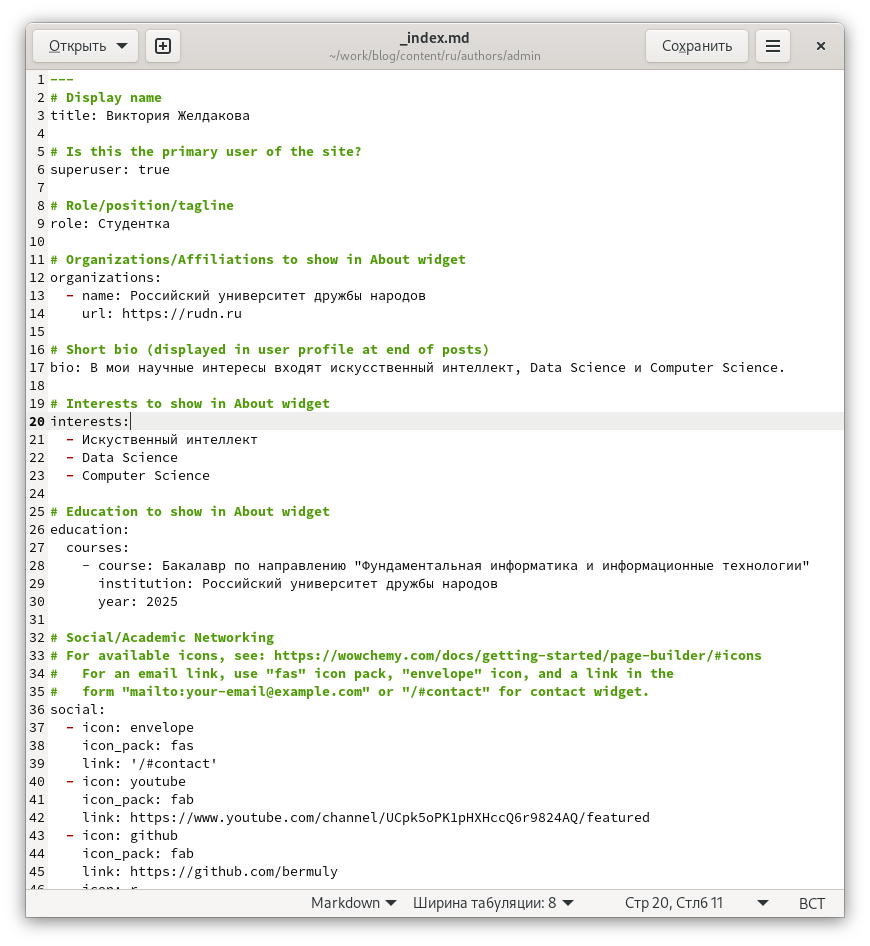 Открыть
_index.md
~/work/blog/content/ru/authors/admin
Сохранить
1 ---
2 # Display name
3 title: Виктория Желдакова
4
5 # Is this the primary user of the site?
6 superuser: true
7
8 # Role/position/tagline
9 role: Студентка
10
11 # Organizations/Affiliations to show in About widget
12 organizations:
13   - name: Российский университет дружбы народов
14     url: https://rudn.ru
15
16 # Short bio (displayed in user profile at end of posts)
17 bio: В мои научные интересы входят искусственный интеллект, Data Science и Computer Science.
18
19 # Interests to show in About widget
20 interests:
21   - Искуственный интеллект
22   - Data Science
23   - Computer Science
24
25 # Education to show in About widget
26 education:
27   courses:
28     - course: Бакалавр по направлению "Фундаментальная информатика и информационные технологии"
29       institution: Российский университет дружбы народов
30       year: 2025
31
32 # Social/Academic Networking
33 # For available icons, see: https://wowchemy.com/docs/getting-started/page-builder/#icons
34 #   For an email link, use "fas" icon pack, "envelope" icon, and a link in the
35 #   form "mailto:your-email@example.com" or "/#contact" for contact widget.
36 social:
37   - icon: envelope
38     icon_pack: fas
39     link: '/#contact'
40   - icon: youtube
41     icon_pack: fab
42     link: https://www.youtube.com/channel/UCpk5oPK1pHXHccQ6r9824AQ/featured
43   - icon: github
44     icon_pack: fab
45     link: https://github.com/bermuly
46     icon:
Markdown Ширина табуляции: 8 Стр 20, Стлб 11 ВСТ